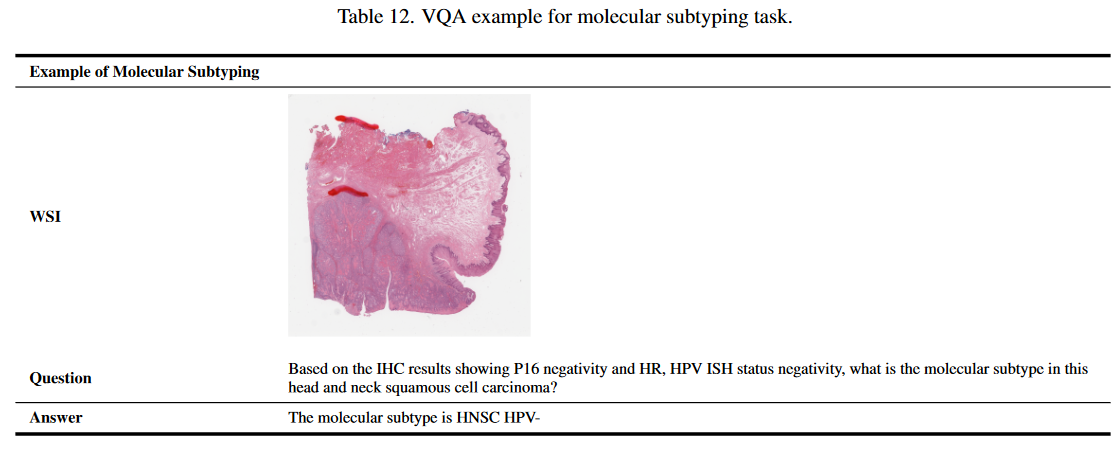 Table 12. VQA example for molecular subtyping task.
Example of Molecular Subtyping
WSI
Question
Based on the IHC results showing P16 negativity and HR, HPV ISH status negativity, what is the molecular subtype in this
head and neck squamous cell carcinoma?
Answer
The molecular subtype is HNSC HPV-